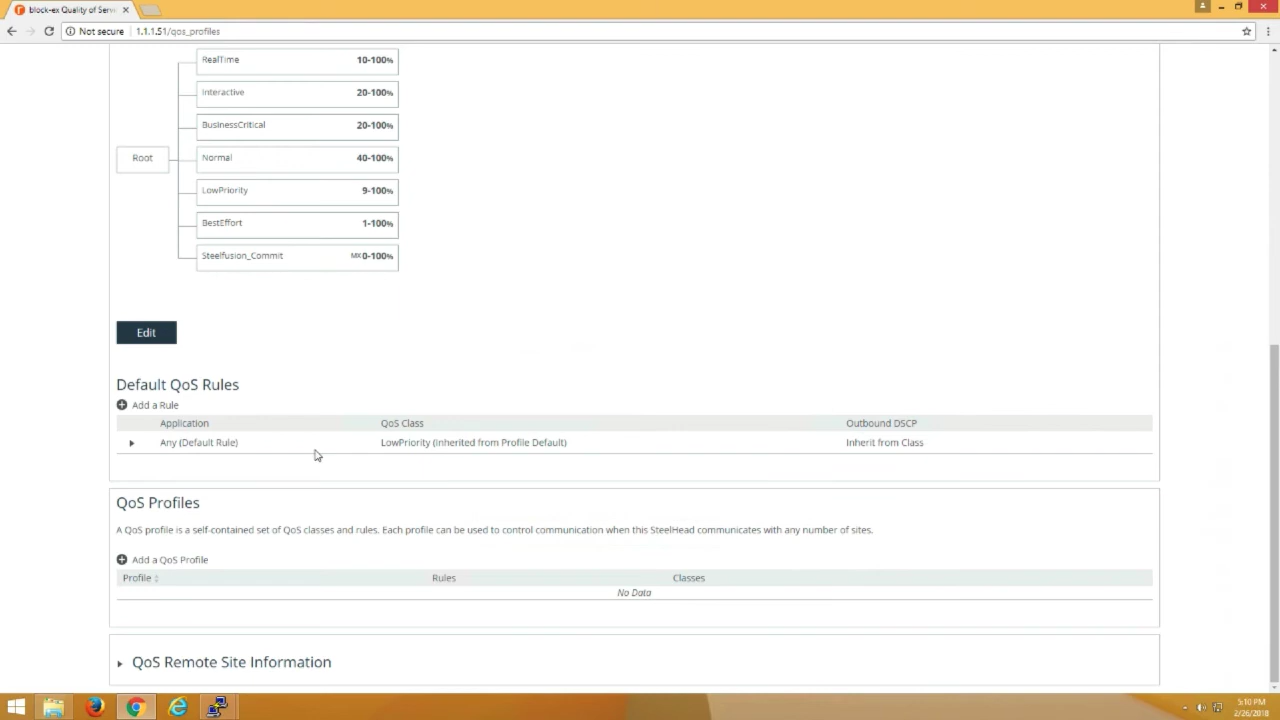 block-ex Quality of Serv
Not secure
1.1.1.51/qos_profiles
RealTime 10-100%
Interactive 20-100%
BusinessCritical 20-100%
Root
Normal 40-100%
LowPriority 9-100%
BestEffort 1-100%
Steelfusion_Commit MX 0-100%
Edit
Default QoS Rules
Add a Rule
Application QoS Class Outbound DSCP
Any (Default Rule) LowPriority (Inherited from Profile Default) Inherit from Class
QoS Profiles
A QoS profile is a self-contained set of QoS classes and rules. Each profile can be used to control communication when this SteelHead communicates with any number of sites.
Add a QoS Profile
Profile Rules Classes
No Data
QoS Remote Site Information
5:10 PM
2/26/2018